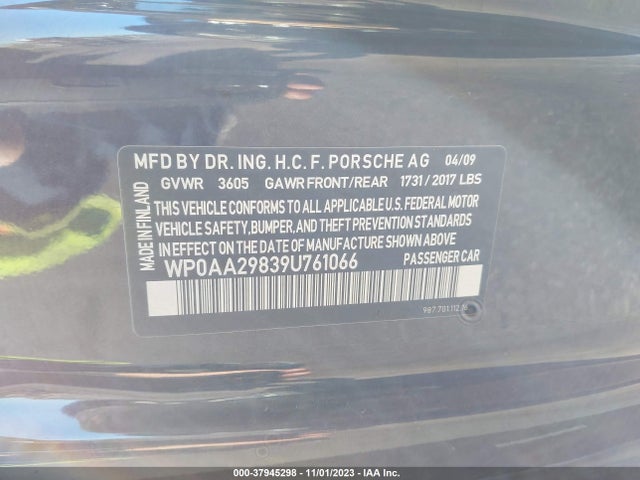 MFD BY DR. ING. H.C. F. PORSCHE AG 04/09
GVWR 3605 GAWR FRONT/REAR 1731/2017 LBS
MADE IN FINLAND
THIS VEHICLE CONFORMS TO ALL APPLICABLE U.S. FEDERAL MOTOR
VEHICLE SAFETY, BUMPER, AND THEFT PREVENTION STANDARDS
IN EFFECT ON THE DATE OF MANUFACTURE SHOWN ABOVE.
WP0AA29839U761066 PASSENGER CAR
000-37945298 - 11/01/2023 - IAA Inc.